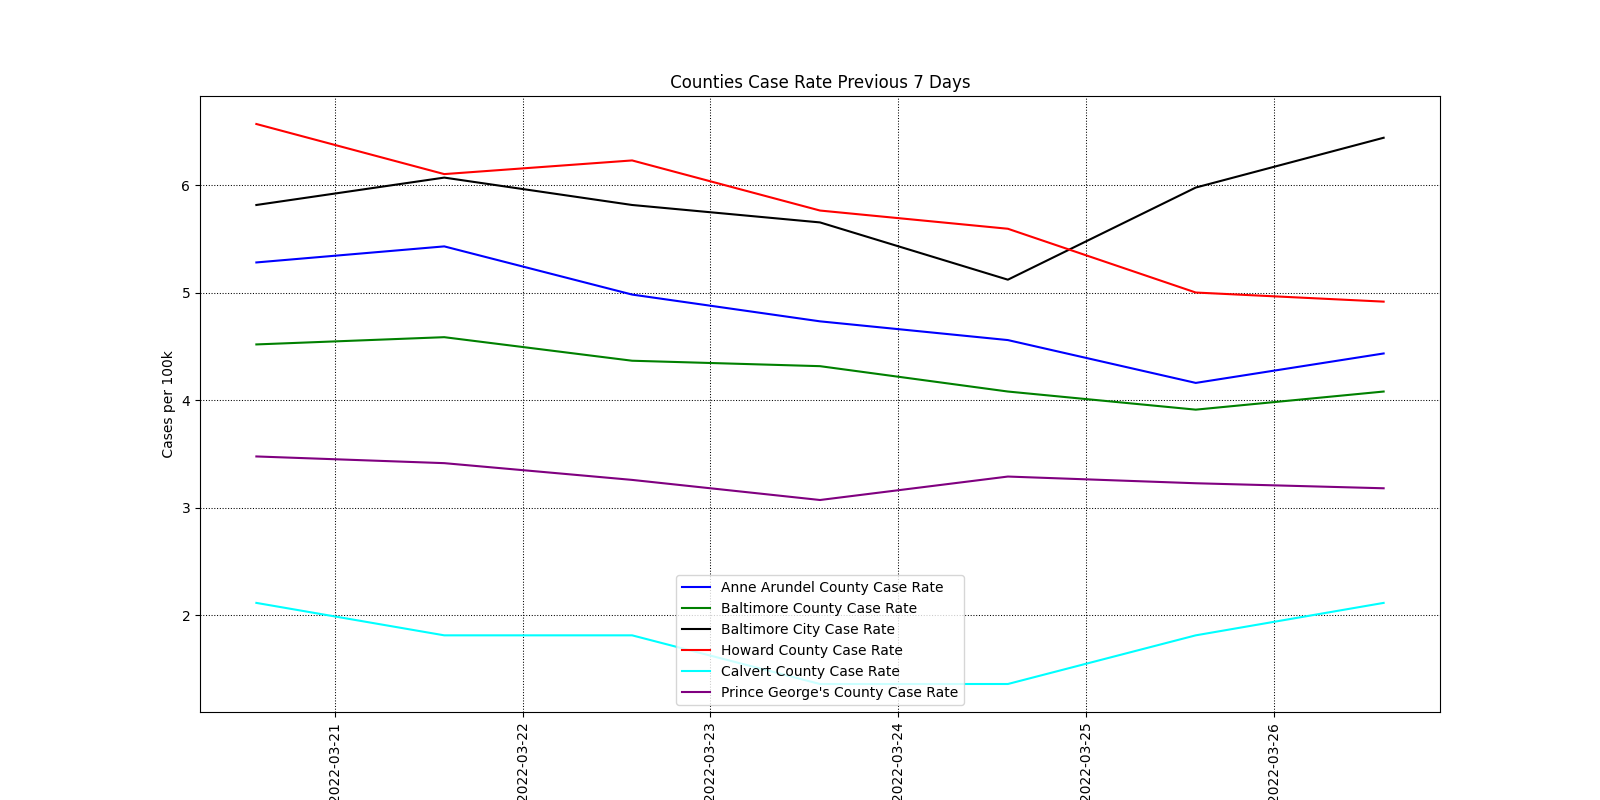 Counties Case Rate Previous 7 Days
Cases per 100k
6
5
4
3
2
Anne Arundel County Case Rate
Baltimore County Case Rate
Baltimore City Case Rate
Howard County Case Rate
Calvert County Case Rate
Prince George's County Case Rate
2022-03-21
2022-03-22
2022-03-23
2022-03-24
2022-03-25
2022-03-26